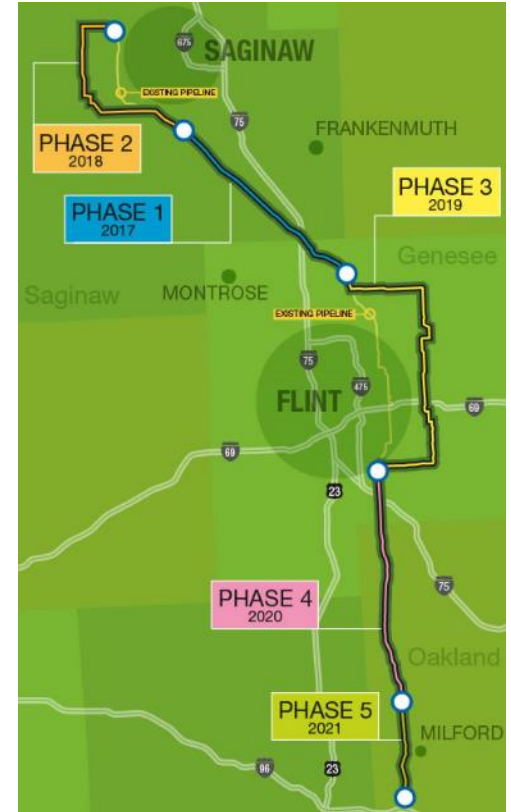 675
SAGINAW
EXISTING PIPELINE
75
FRANKENMUTH
PHASE 2
2018
PHASE 3
2019
PHASE 1
2017
Genesee
Saginaw
MONTROSE
EXISTING PIPELINE
75
475
FLINT
69
69
23
75
PHASE 4
2020
Oakland
PHASE 5
2021
MILFORD
96
23